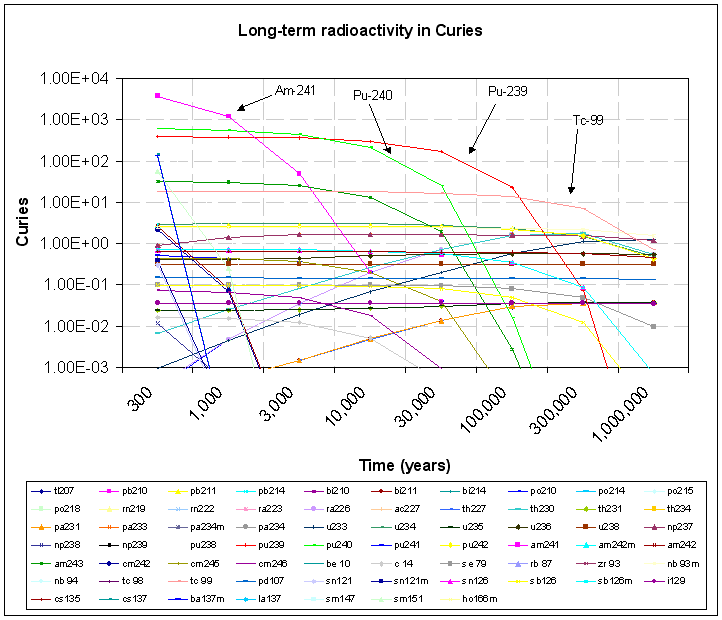 Long-term radioactivity in Curies
Am-241
Pu-240
Pu-239
Tc-99
Curies
1.00E+04
1.00E+03
1.00E+02
1.00E+01
1.00E+00
1.00E-01
1.00E-02
1.00E-03
300
1,000
3,000
10,000
30,000
100,000
300,000
1,000,000
Time (years)
tl207 pb210 pb211 pb214 bi210 bi211 bi214 po210 po214 po215
po218 rn219 rn222 ra223 ra226 ac227 th227 th230 th231 th234
pa231 pa233 pa234m pa234 u233 u234 u235 u236 u238 np237
np238 np239 pu238 pu239 pu240 pu241 pu242 am241 am242m am242
am243 cm242 cm245 cm246 be 10 c 14 se 79 rb 87 zr 93 nb 93m
nb 94 tc 98 tc 99 pd107 sn121 sn121m sn126 sb126 sb126m i129
cs135 cs137 ba137m la137 sm147 sm151 ho166m